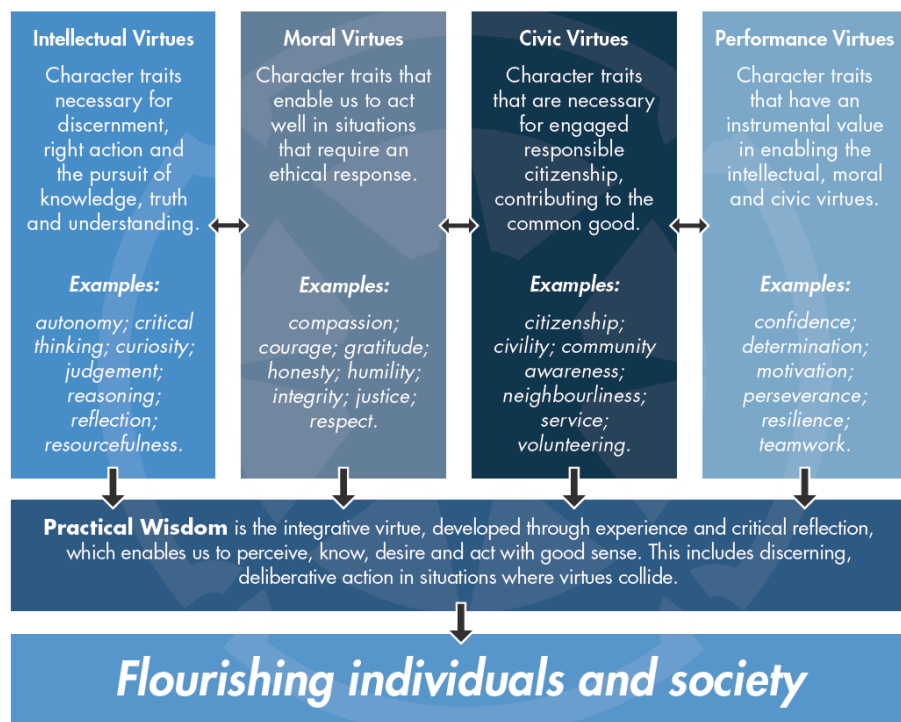 Intellectual Virtues
Character traits
necessary for
discernment,
right action and
the pursuit of
knowledge, truth
and understanding.
Examples:
autonomy; critical
thinking; curiosity;
judgement;
reasoning;
reflection;
resourcefulness.
Moral Virtues
Character traits that
enable us to act
well in situations
that require an
ethical response.
Examples:
compassion;
courage; gratitude;
honesty; humility;
integrity; justice;
respect.
Civic Virtues
Character traits
that are necessary
for engaged
responsible
citizenship,
contributing to the
common good.
Examples:
citizenship;
civility; community
awareness;
neighbourliness;
service;
volunteering.
Performance Virtues
Character traits
that have an
instrumental value
in enabling the
intellectual, moral
and civic virtues.
Examples:
confidence;
determination;
motivation;
perseverance;
resilience;
teamwork.
Practical Wisdom is the integrative virtue, developed through experience and critical reflection,
which enables us to perceive, know, desire and act with good sense. This includes discerning,
deliberative action in situations where virtues collide.
Flourishing individuals and society